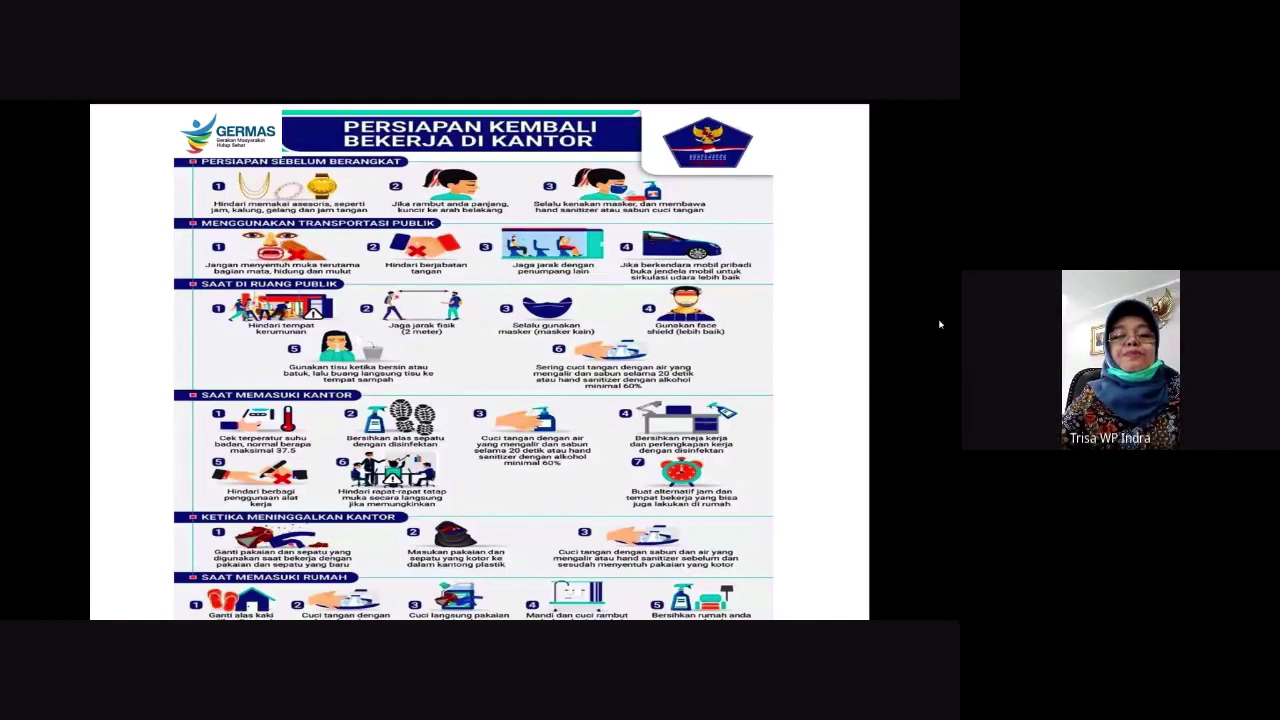 GERMAS
Gerakan Masyarakat
Hidup Sehat
PERSIAPAN KEMBALI
BEKERJA DI KANTOR
PERSIAPAN SEBELUM BERANGKAT
1
Hindari memakai asesoris, seperti
jam, kalung, gelang dan jam tangan
2
Jika rambut anda panjang,
kuncir ke arah belakang
3
Selalu kenakan masker, dan membawa
hand sanitizer atau sabun cuci tangan
MENGGUNAKAN TRANSPORTASI PUBLIK
1
Jangan menyentuh muka terutama
bagian mata, hidung dan mulut
2
Hindari berjabatan
tangan
3
Jaga jarak dengan
penumpang lain
4
Jika berkendara mobil pribadi
buka jendela mobil untuk
sirkulasi udara lebih baik
SAAT DI RUANG PUBLIK
1
Hindari tempat
kerumunan
2
Jaga jarak fisik
(2 meter)
3
Selalu gunakan
masker (masker kain)
4
Gunakan face
shield (lebih baik)
5
Gunakan tisu ketika bersin atau
batuk, lalu buang langsung tisu ke
tempat sampah
6
Sering cuci tangan dengan air yang
mengalir dan sabun selama 20 detik
atau hand sanitizer dengan alkohol
minimal 60%
SAAT MEMASUKI KANTOR
1
Cek terperatur suhu
badan, normal berapa
maksimal 37.5
2
Bersihkan alas sepatu
dengan disinfektan
3
Cuci tangan dengan air
yang mengalir dan sabun
selama 20 detik atau hand
sanitizer dengan alkohol
minimal 60%
4
Bersihkan meja kerja
dan perlengkapan kerja
dengan disinfektan
5
Hindari berbagi
penggunaan alat
kerja
6
Hindari rapat-rapat tatap
muka secara langsung
jika memungkinkan
7
Buat alternatif jam dan
tempat bekerja yang bisa
juga lakukan di rumah
KETIKA MENINGGALKAN KANTOR
1
Ganti pakaian dan sepatu yang
digunakan saat bekerja dengan
pakaian dan sepatu yang baru
2
Masukan pakaian dan
sepatu yang kotor ke
dalam kantong plastik
3
Cuci tangan dengan sabun dan air yang
mengalir atau hand sanitizer sebelum dan
sesudah menyentuh pakaian yang kotor
SAAT MEMASUKI RUMAH
1
Ganti alas kaki
2
Cuci tangan dengan
3
Cuci langsung pakaian
4
Mandi dan cuci rambut
5
Bersihkan rumah anda
Trisa WP Indra